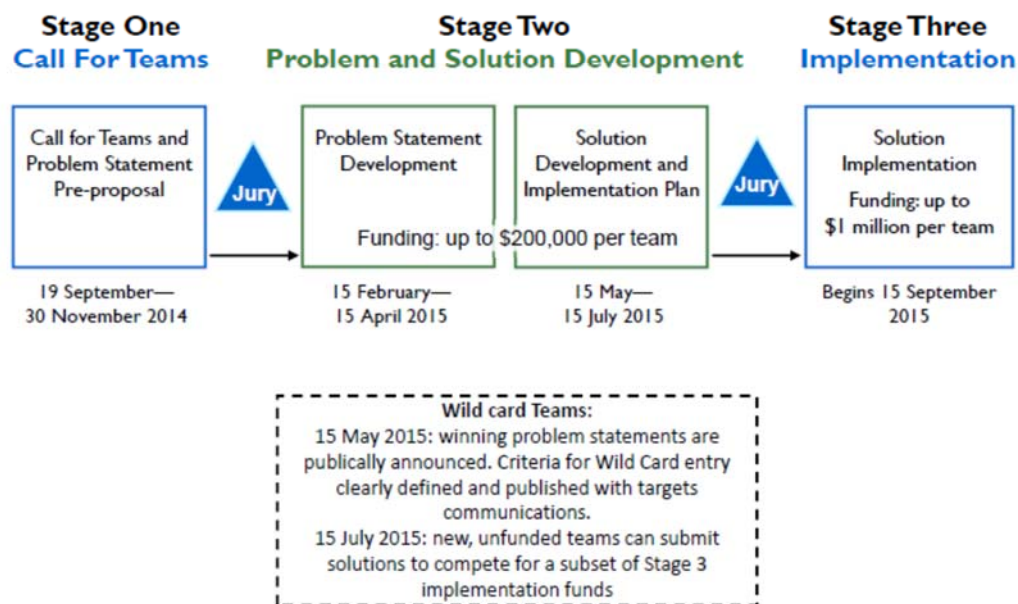 Stage One
Call For Teams
Stage Two
Problem and Solution Development
Stage Three
Implementation
Call for Teams and
Problem Statement
Pre-proposal
Jury
Problem Statement
Development
Solution
Development and
Implementation Plan
Funding: up to $200,000 per team
Jury
Solution
Implementation
Funding: up to
$1 million per team
19 September—
30 November 2014
15 February—
15 April 2015
15 May—
15 July 2015
Begins 15 September
2015
Wild card Teams:
15 May 2015: winning problem statements are
publically announced. Criteria for Wild Card entry
clearly defined and published with targets
communications.
15 July 2015: new, unfunded teams can submit
solutions to compete for a subset of Stage 3
implementation funds